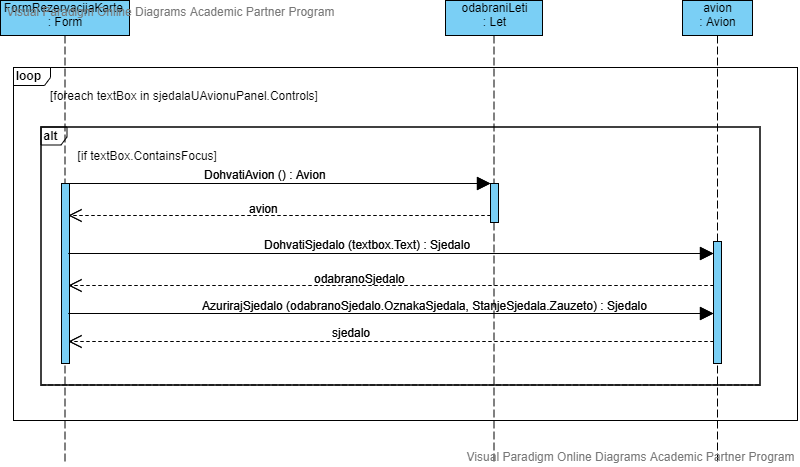 FormRezervacijaKarte
: Form
Visual Paradigm Online Diagrams Academic Partner Program
odabraniLeti
: Let
avion
: Avion
loop
[foreach textBox in sjedalaUAvionuPanel.Controls]
alt
[if textBox.ContainsFocus]
DohvatiAvion () : Avion
avion
DohvatiSjedalo (textbox.Text) : Sjedalo
odabranoSjedalo
AzurirajSjedalo (odabranoSjedalo.OznakaSjedala, StanjeSjedala.Zauzeto) : Sjedalo
sjedalo
Visual Paradigm Online Diagrams Academic Partner Program